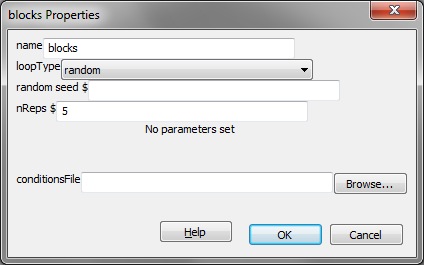 blocks Properties
name blocks
loopType random
random seed $
nReps $ 5
No parameters set
conditionsFile Browse...
Help OK Cancel